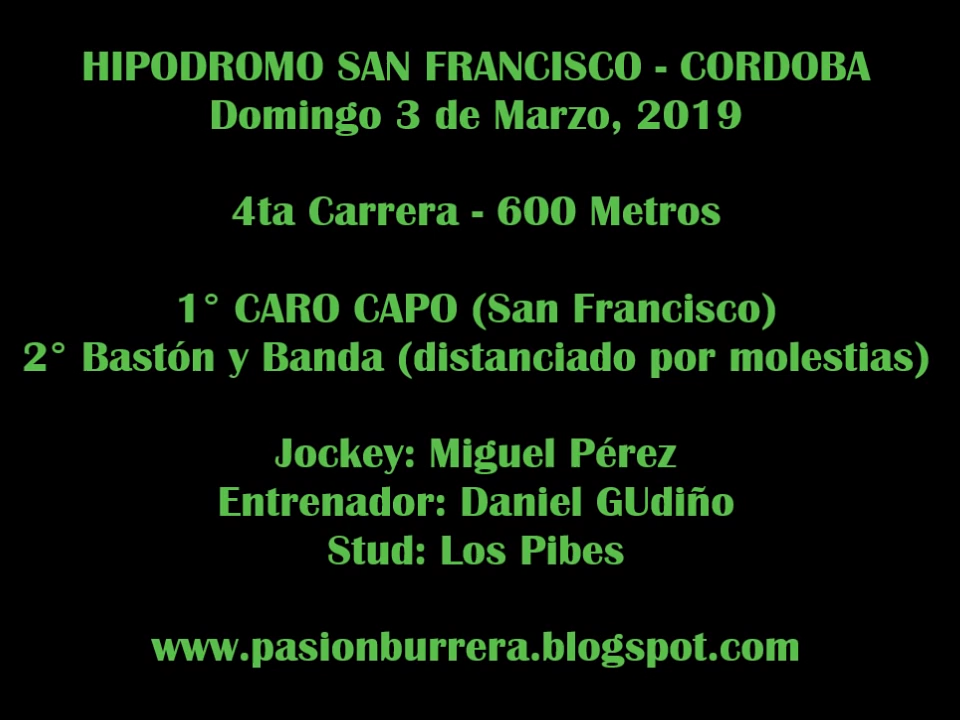 HIPODROMO SAN FRANCISCO - CORDOBA
Domingo 3 de Marzo, 2019
4ta Carrera - 600 Metros
1° CARO CAPO (San Francisco)
2° Bastón y Banda (distanciado por molestias)
Jockey: Miguel Pérez
Entrenador: Daniel GUdiño
Stud: Los Pibes
www.pasionburrera.blogspot.com